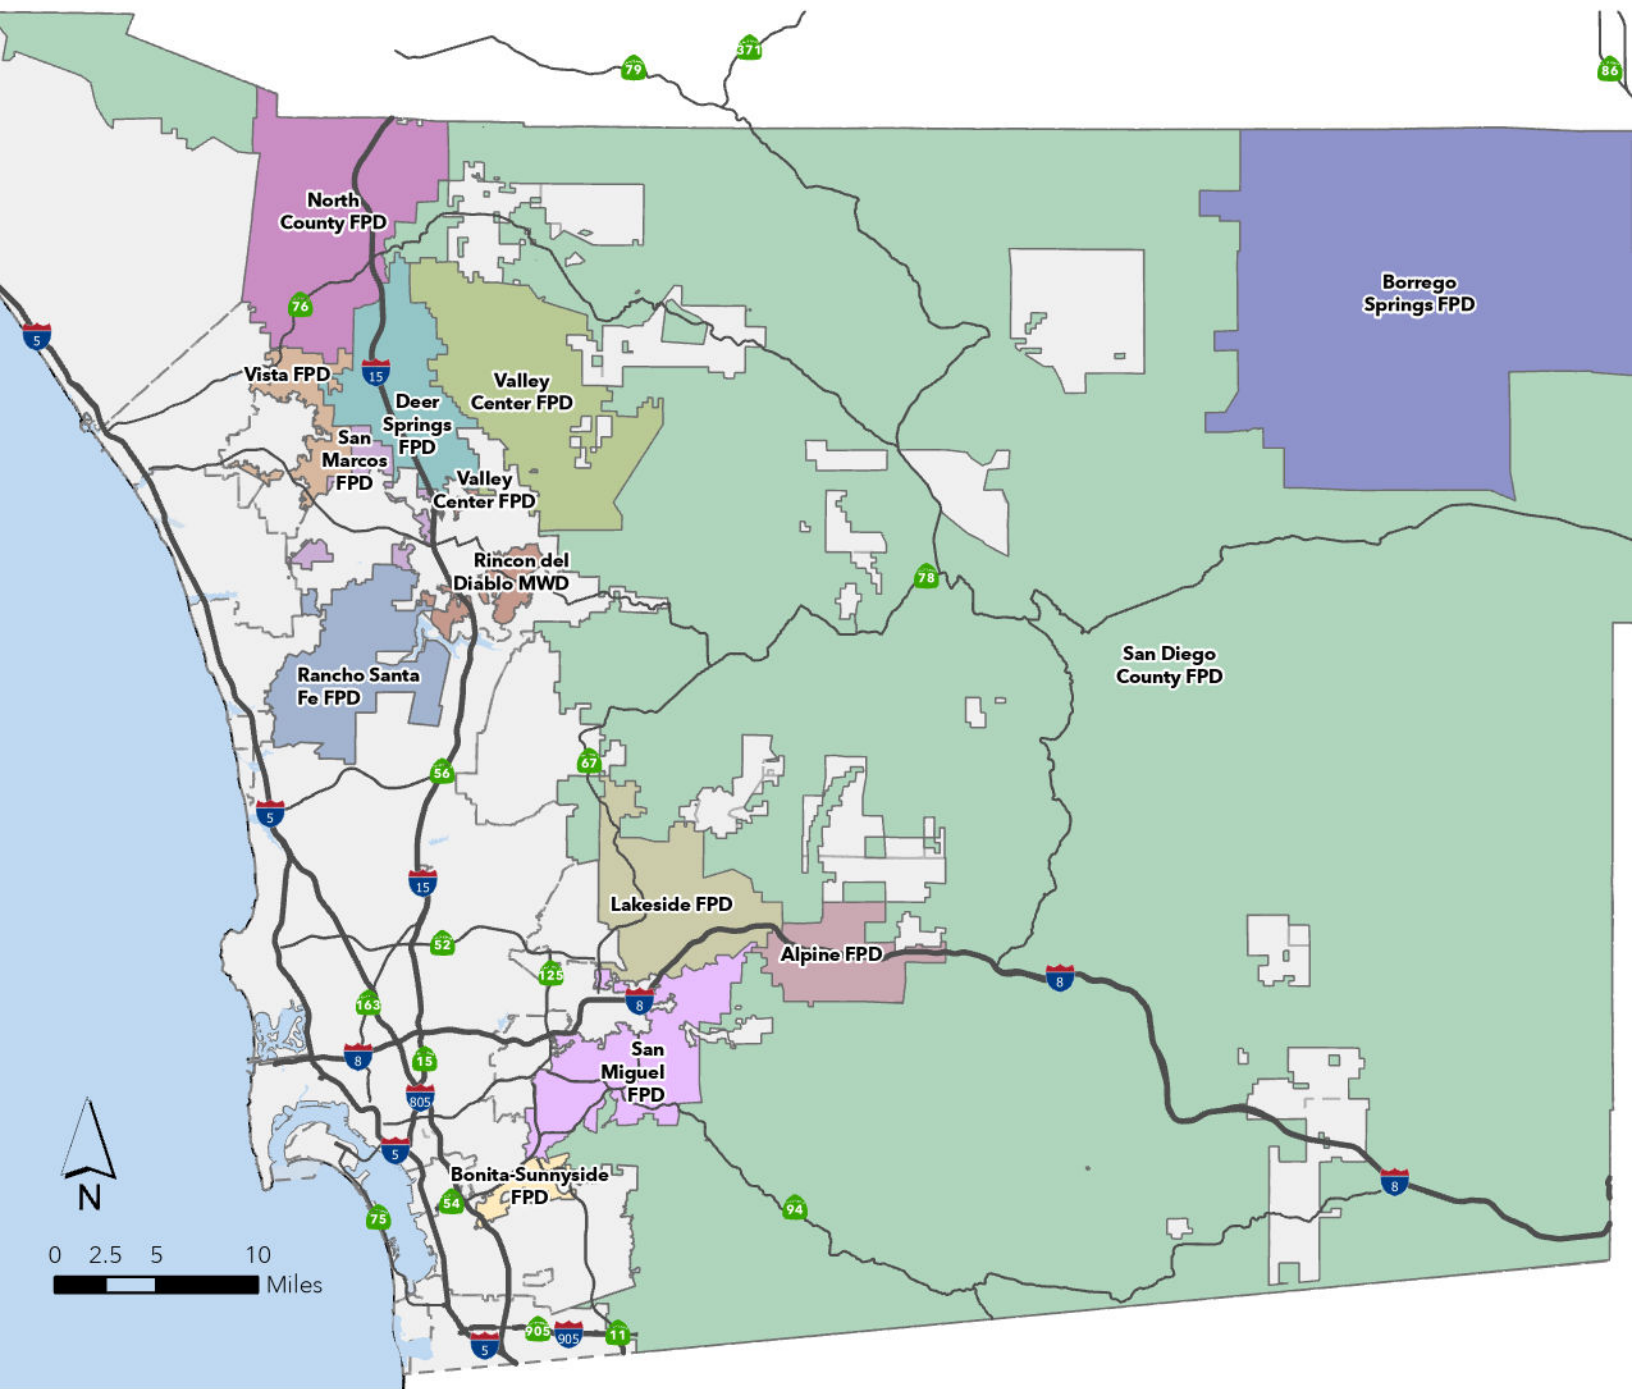 371
79
86
North
County FPD
Borrego
Springs FPD
76
5
15
Vista FPD
Valley
Center FPD
Deer
Springs
FPD
San
Marcos
FPD
Valley
Center FPD
Rincon del
Diablo MWD
78
San Diego
County FPD
Rancho Santa
Fe FPD
67
56
5
15
Lakeside FPD
52
Alpine FPD
125
8
8
163
San
Miguel
FPD
8
15
805
5
Bonita-Sunnyside
FPD
8
N
54
94
75
0 2.5 5 10
Miles
905
905
11
5